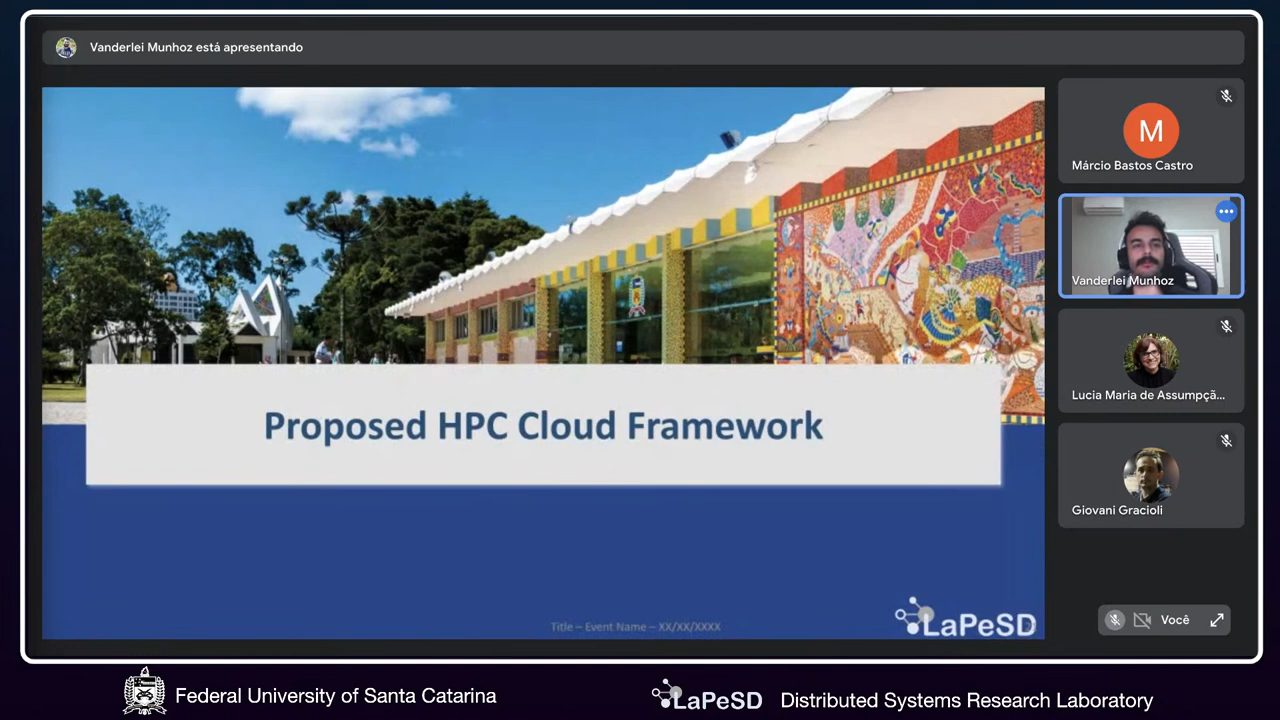 Vanderlei Munhoz está apresentando
Proposed HPC Cloud Framework
Title – Event Name – XX/XX/XXXX
LaPeSD
M
Márcio Bastos Castro
Vanderlei Munhoz
Lucia Maria de Assumpçã...
Giovani Gracioli
Você
Federal University of Santa Catarina
LaPeSD
Distributed Systems Research Laboratory